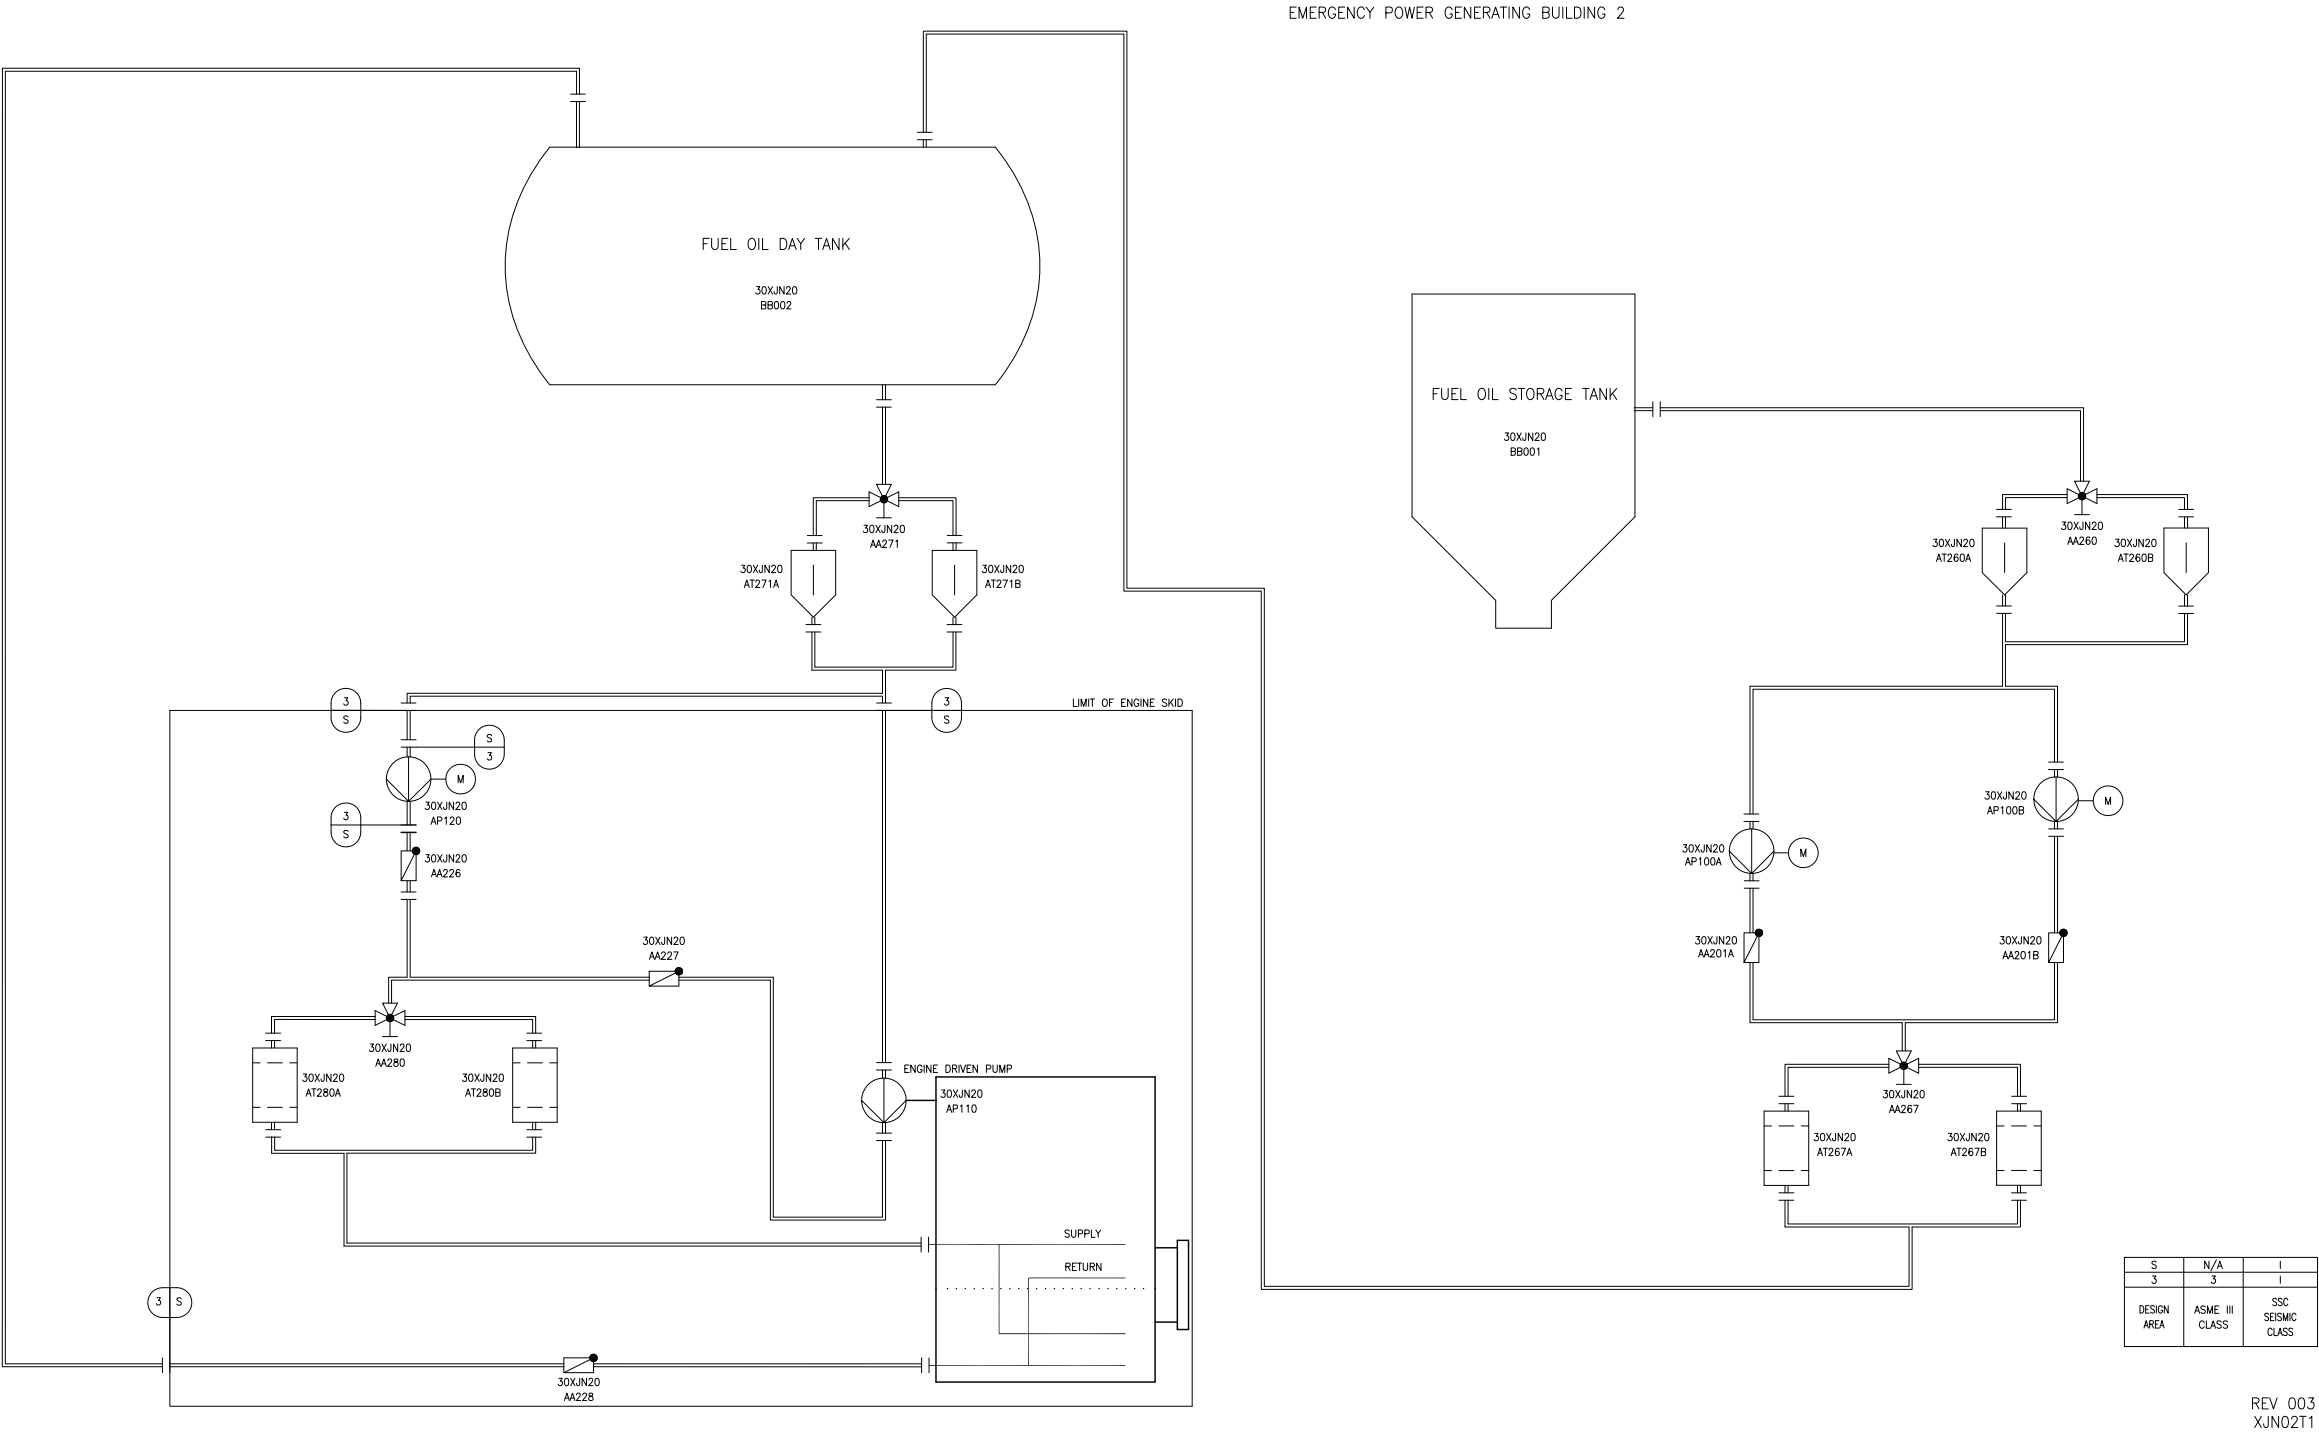 EMERGENCY POWER GENERATING BUILDING 2
FUEL OIL DAY TANK
30XJN20
BB002
FUEL OIL STORAGE TANK
30XJN20
BB001
30XJN20
AA271
30XJN20
AT271A
30XJN20
AT271B
30XJN20
AA260
30XJN20
AT260A
30XJN20
AT260B
3
S
3
S
LIMIT OF ENGINE SKID
S
3
M
30XJN20
AP120
3
S
30XJN20
AA226
30XJN20
AP100B
M
30XJN20
AP100A
M
30XJN20
AA227
30XJN20
AA201A
30XJN20
AA201B
30XJN20
AA280
30XJN20
AT280A
30XJN20
AT280B
ENGINE DRIVEN PUMP
30XJN20
AP110
30XJN20
AA267
30XJN20
AT267A
30XJN20
AT267B
SUPPLY
RETURN
3 S
30XJN20
AA228
S N/A I
3 3 I
DESIGN AREA
ASME III CLASS
SSC SEISMIC CLASS
REV 003
XJN02T1